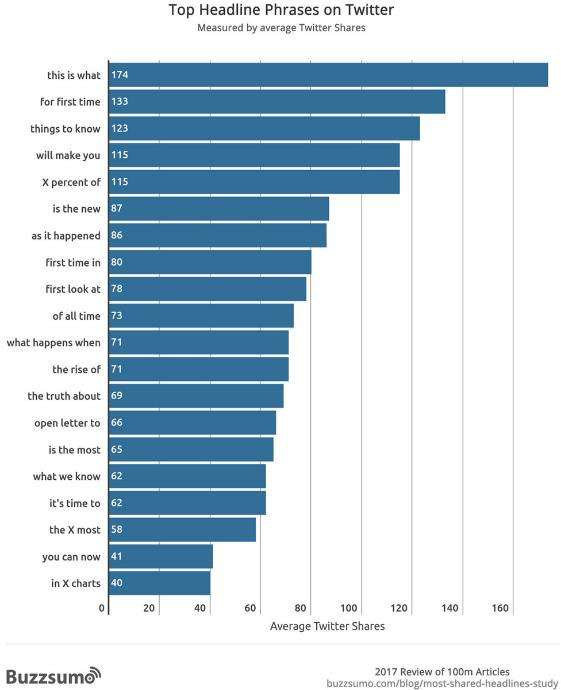 Top Headline Phrases on Twitter
Measured by average Twitter Shares
this is what 174
for first time 133
things to know 123
will make you 115
X percent of 115
is the new 87
as it happened 86
first time in 80
first look at 78
of all time 73
what happens when 71
the rise of 71
the truth about 69
open letter to 66
is the most 65
what we know 62
it's time to 62
the X most 58
you can now 41
in X charts 40
0 20 40 60 80 100 120 140 160
Average Twitter Shares
Buzzsumo
2017 Review of 100m Articles
buzzsumo.com/blog/most-shared-headlines-study